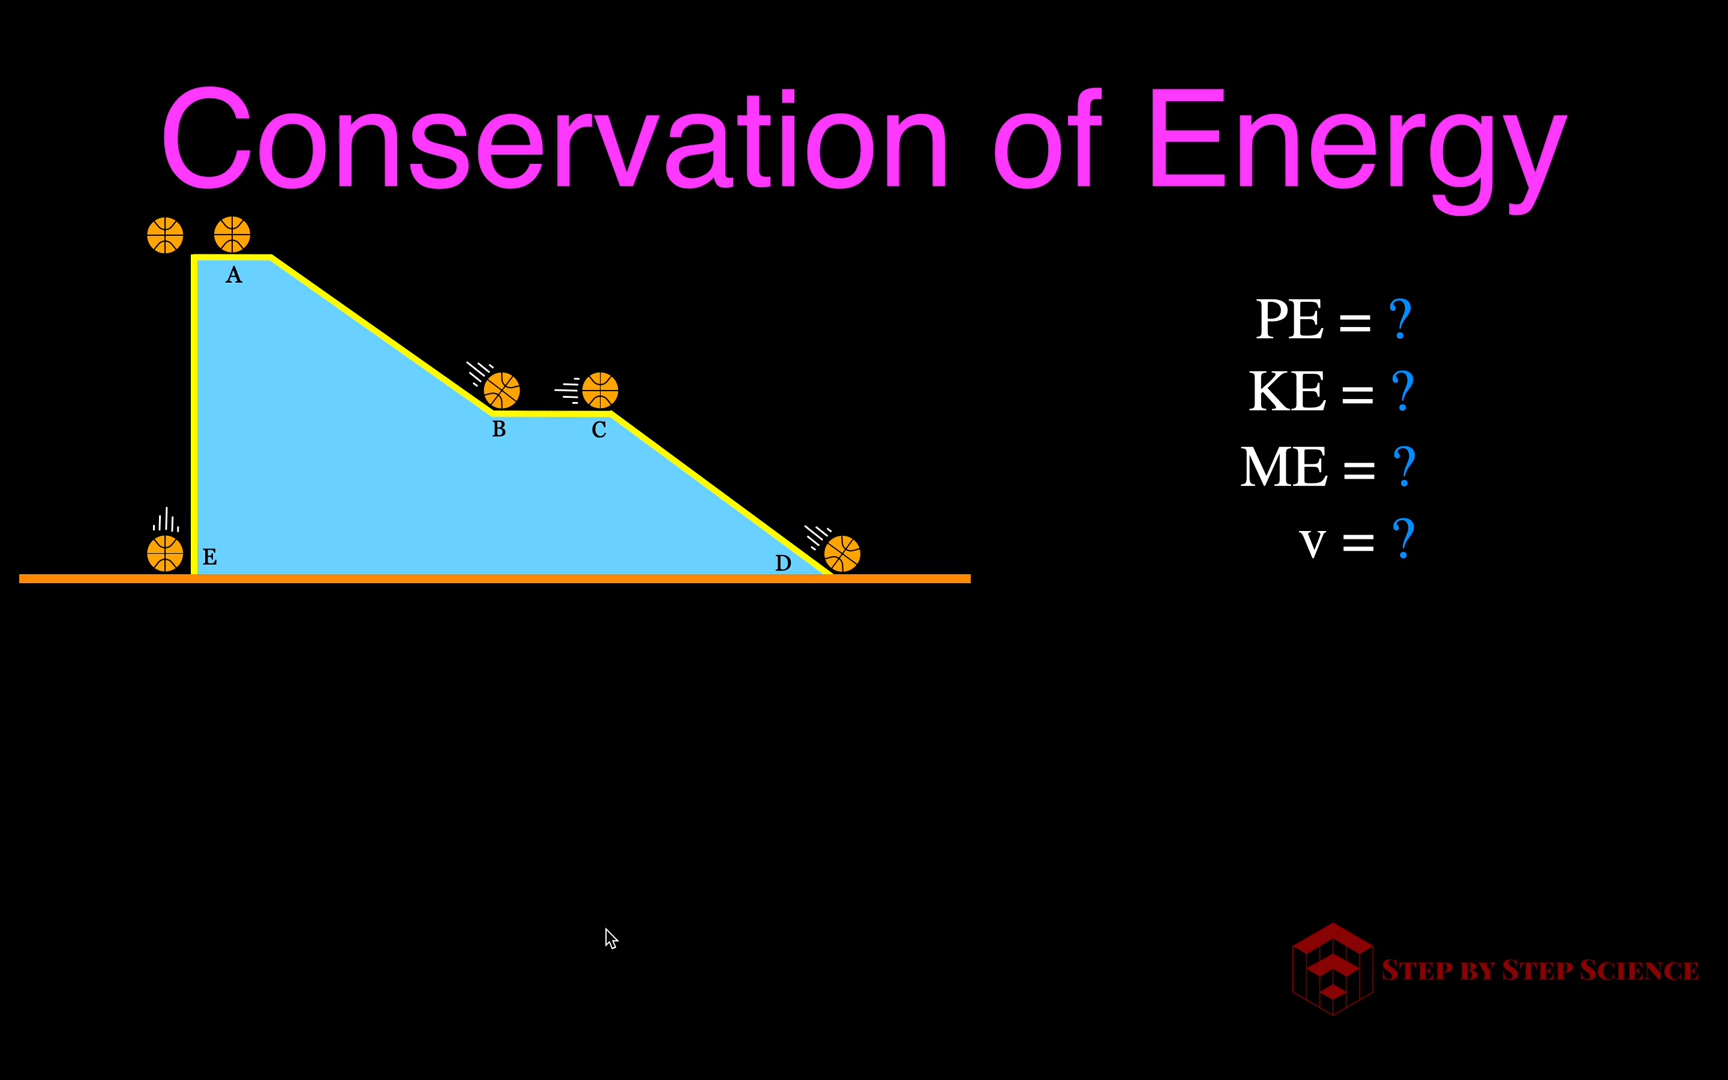 Conservation of Energy
A
B
C
D
E
PE = ?
KE = ?
ME = ?
v = ?
STEP BY STEP SCIENCE